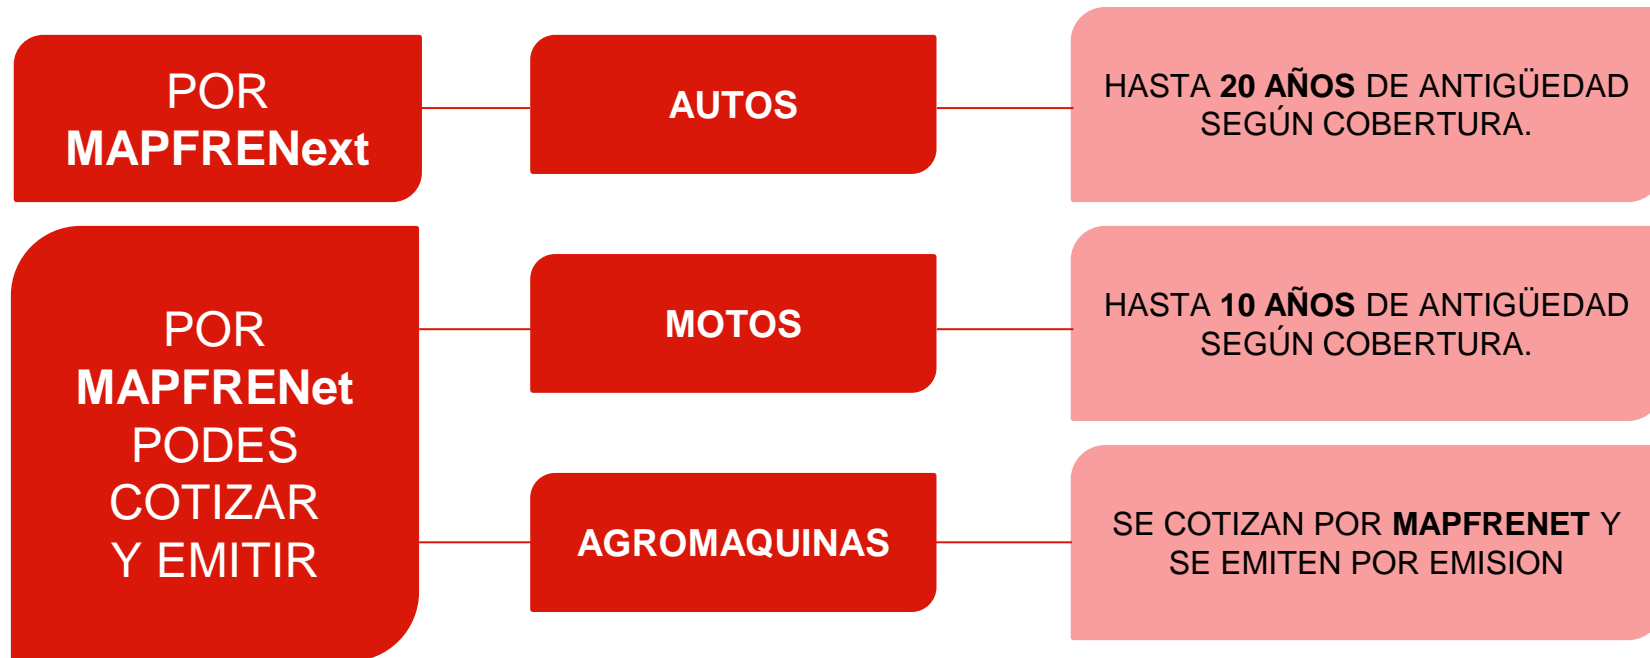 POR
MAPFRENext
AUTOS
HASTA 20 AÑOS DE ANTIGÜEDAD
SEGÚN COBERTURA.
POR
MAPFRENet
PODES
COTIZAR
Y EMITIR
MOTOS
HASTA 10 AÑOS DE ANTIGÜEDAD
SEGÚN COBERTURA.
AGROMAQUINAS
SE COTIZAN POR MAPFRENET Y
SE EMITEN POR EMISION